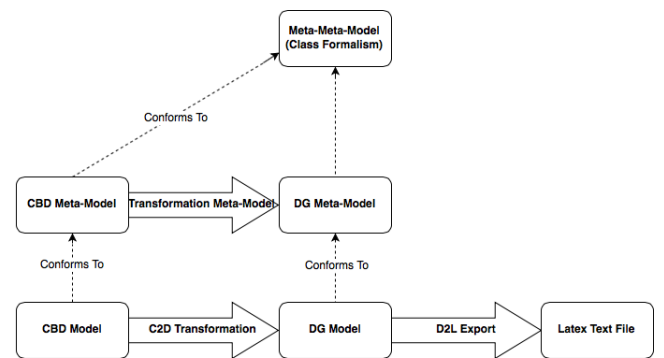 Meta-Meta-Model
(Class Formalism)
Conforms To
CBD Meta-Model
Transformation Meta-Model
DG Meta-Model
Conforms To
Conforms To
CBD Model
C2D Transformation
DG Model
D2L Export
Latex Text File